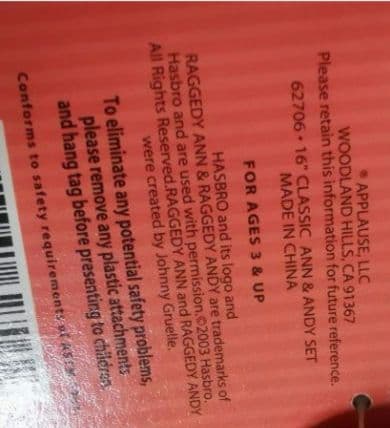 ® APPLAUSE, LLC
WOODLAND HILLS, CA 91367
Please retain this information for future reference.
62706 • 16" CLASSIC ANN & ANDY SET
MADE IN CHINA
FOR AGES 3 & UP
HASBRO and its logo and
RAGGEDY ANN & RAGGEDY ANDY are trademarks of
Hasbro and are used with permission.©2003 Hasbro.
All Rights Reserved.RAGGEDY ANN and RAGGEDY ANDY
were created by Johnny Gruelle.
To eliminate any potential safety problems,
please remove any plastic attachments
and hang tag before presenting to children.
Conforms to safety requirements of ASTM